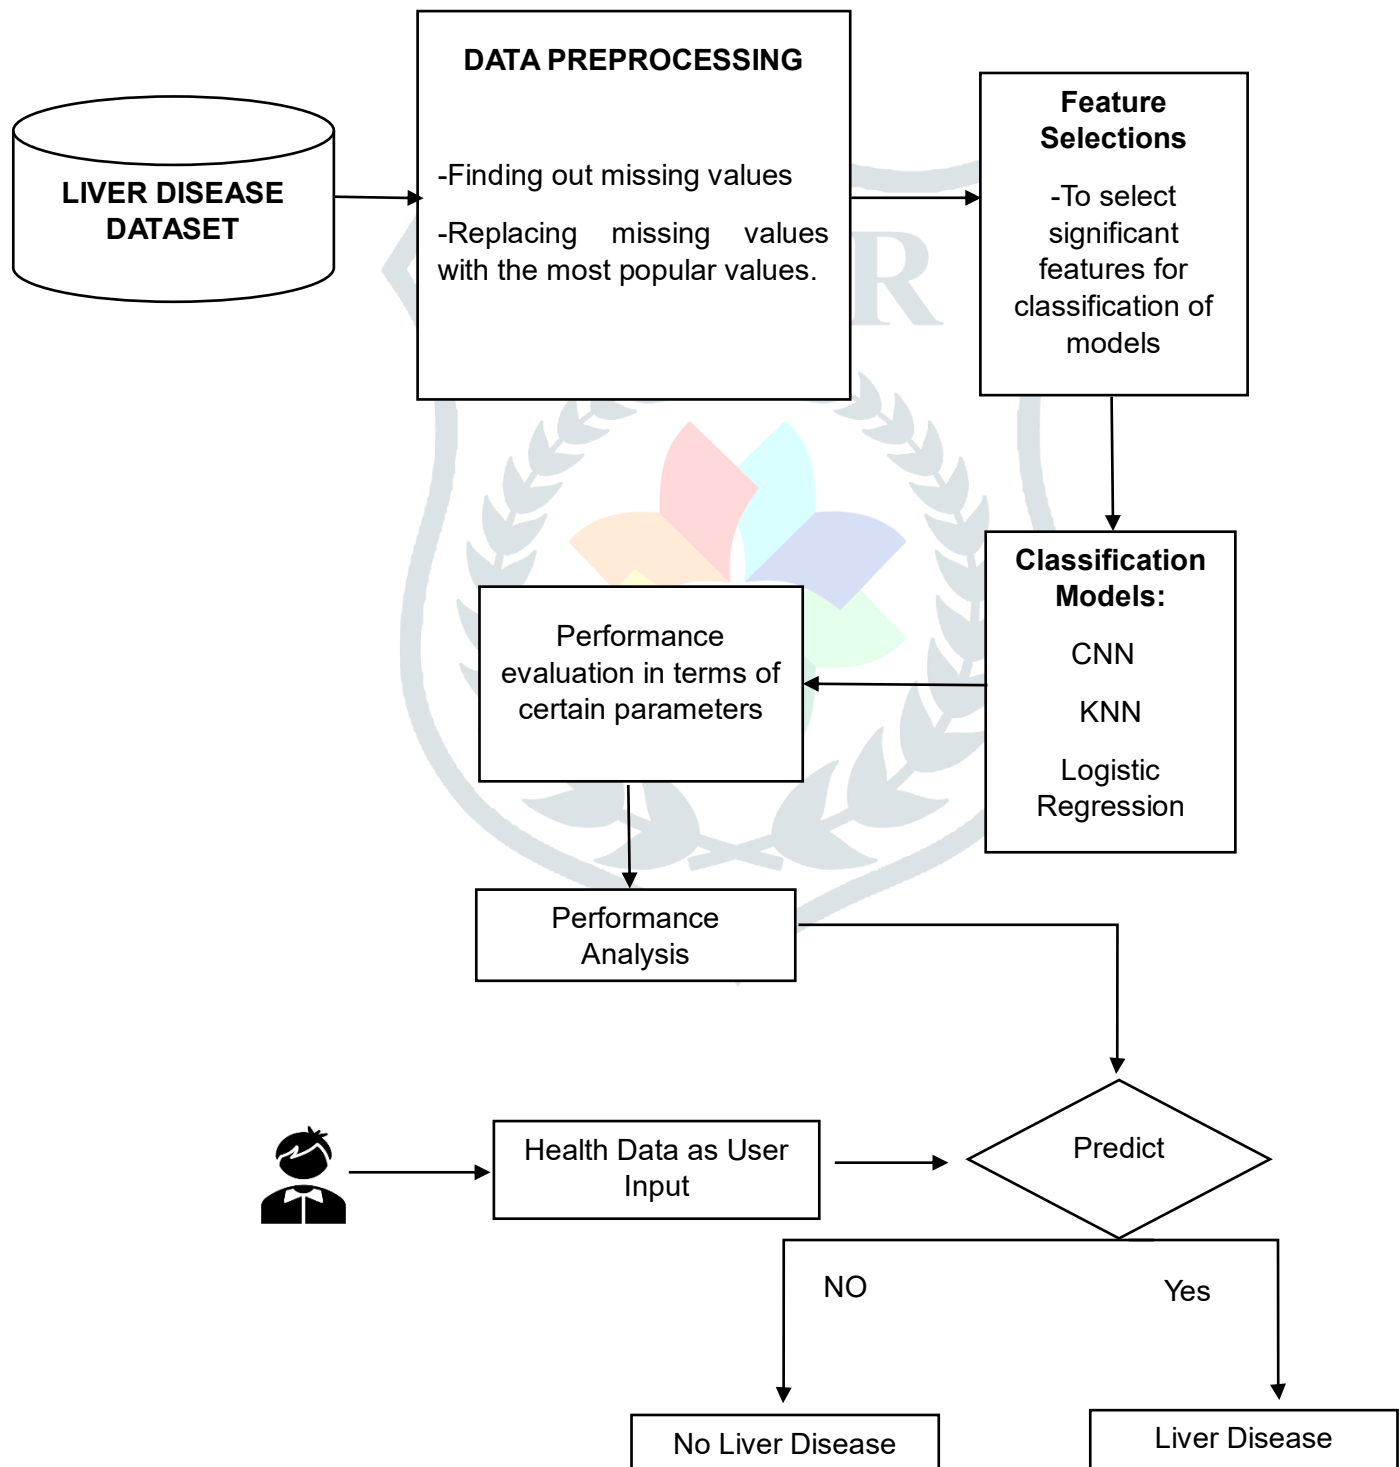 DATA PREPROCESSING
-Finding out missing values
-Replacing missing values
with the most popular values.
LIVER DISEASE
DATASET
Feature
Selections
-To select
significant
features for
classification of
models
R
Classification
Models:
CNN
KNN
Logistic
Regression
Performance
evaluation in terms of
certain parameters
Performance
Analysis
Health Data as User
Input
Predict
NO
Yes
No Liver Disease
Liver Disease